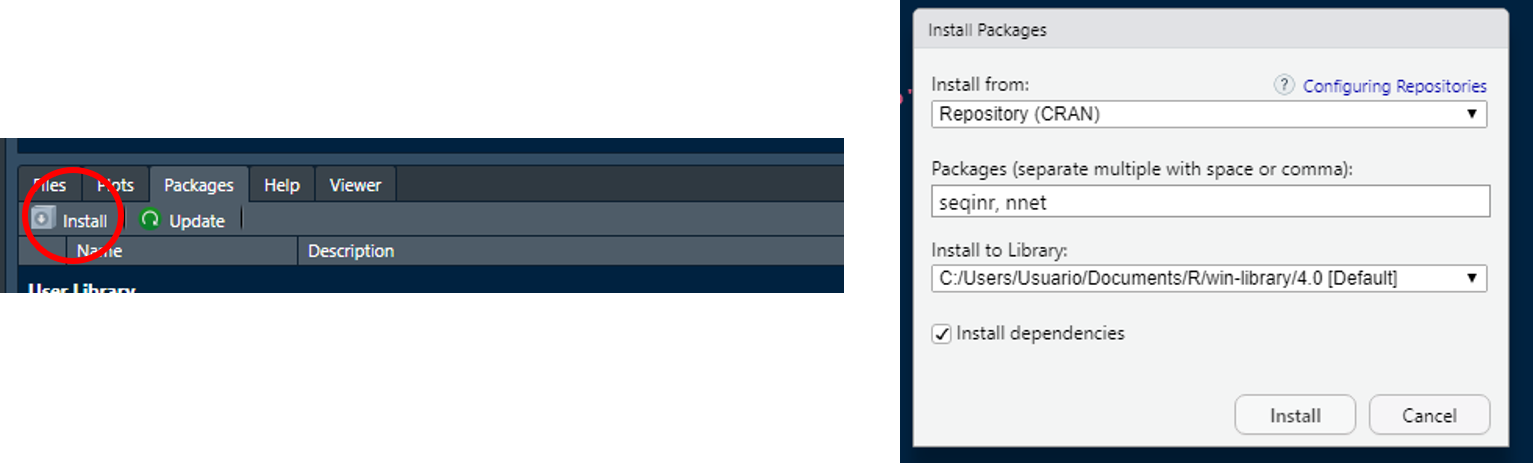 Files Plots Packages Help Viewer
Install Update
Name Description
User Library
Install Packages
Install from: ? Configuring Repositories
Repository (CRAN)
Packages (separate multiple with space or comma):
seqinr, nnet
Install to Library:
C:/Users/Usuario/Documents/R/win-library/4.0 [Default]
Install dependencies
Install Cancel